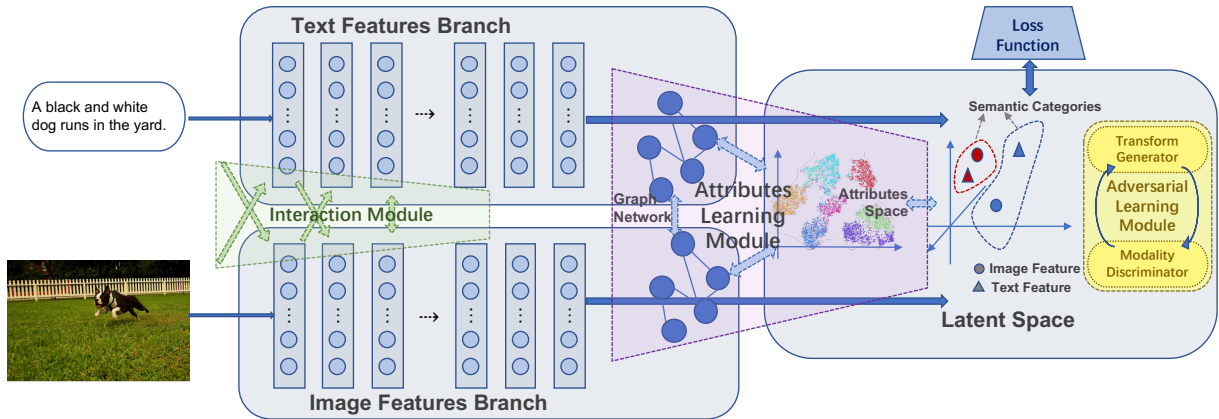 Text Features Branch
Loss
Function
A black and white
dog runs in the yard.
Semantic Categories
Transform
Generator
Adversarial
Learning
Module
Modality
Discriminator
Interaction Module
Graph
Network
Attributes
Learning
Module
Attributes
Space
Image Feature
Text Feature
Latent Space
Image Features Branch